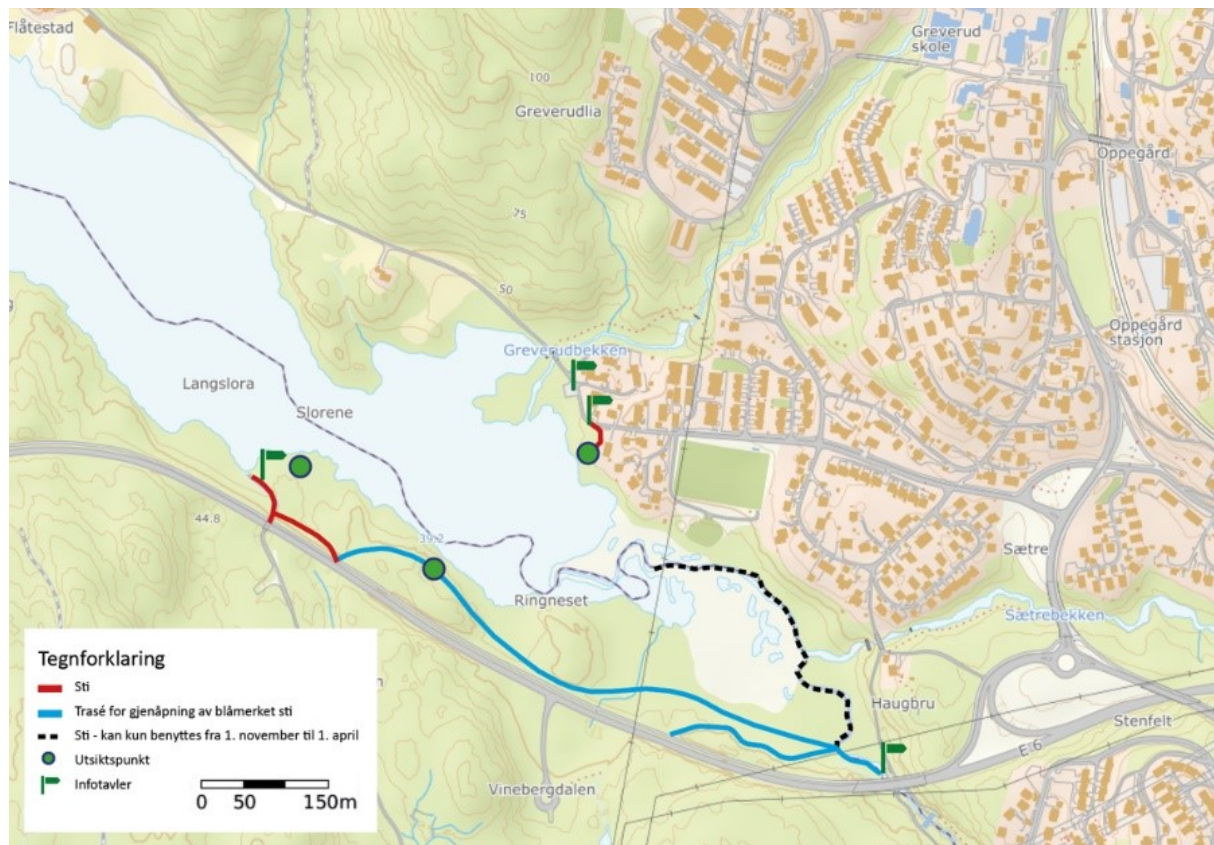 Flåtestad
Greverud
skole
100
Greverudlia
Oppegård
75
50
Oppegård
stasjon
Greverudbekken
Langslora
Slorene
44.8
39.2
Sætre
Ringneset
Sætrebekken
Haugbru
Stenfelt
E 6
Vinebergdalen
Tegnforklaring
Sti
Trasé for gjenåpning av blåmerket sti
Sti - kan kun benyttes fra 1. november til 1. april
Utsiktspunkt
Infotavler
0 50 150m